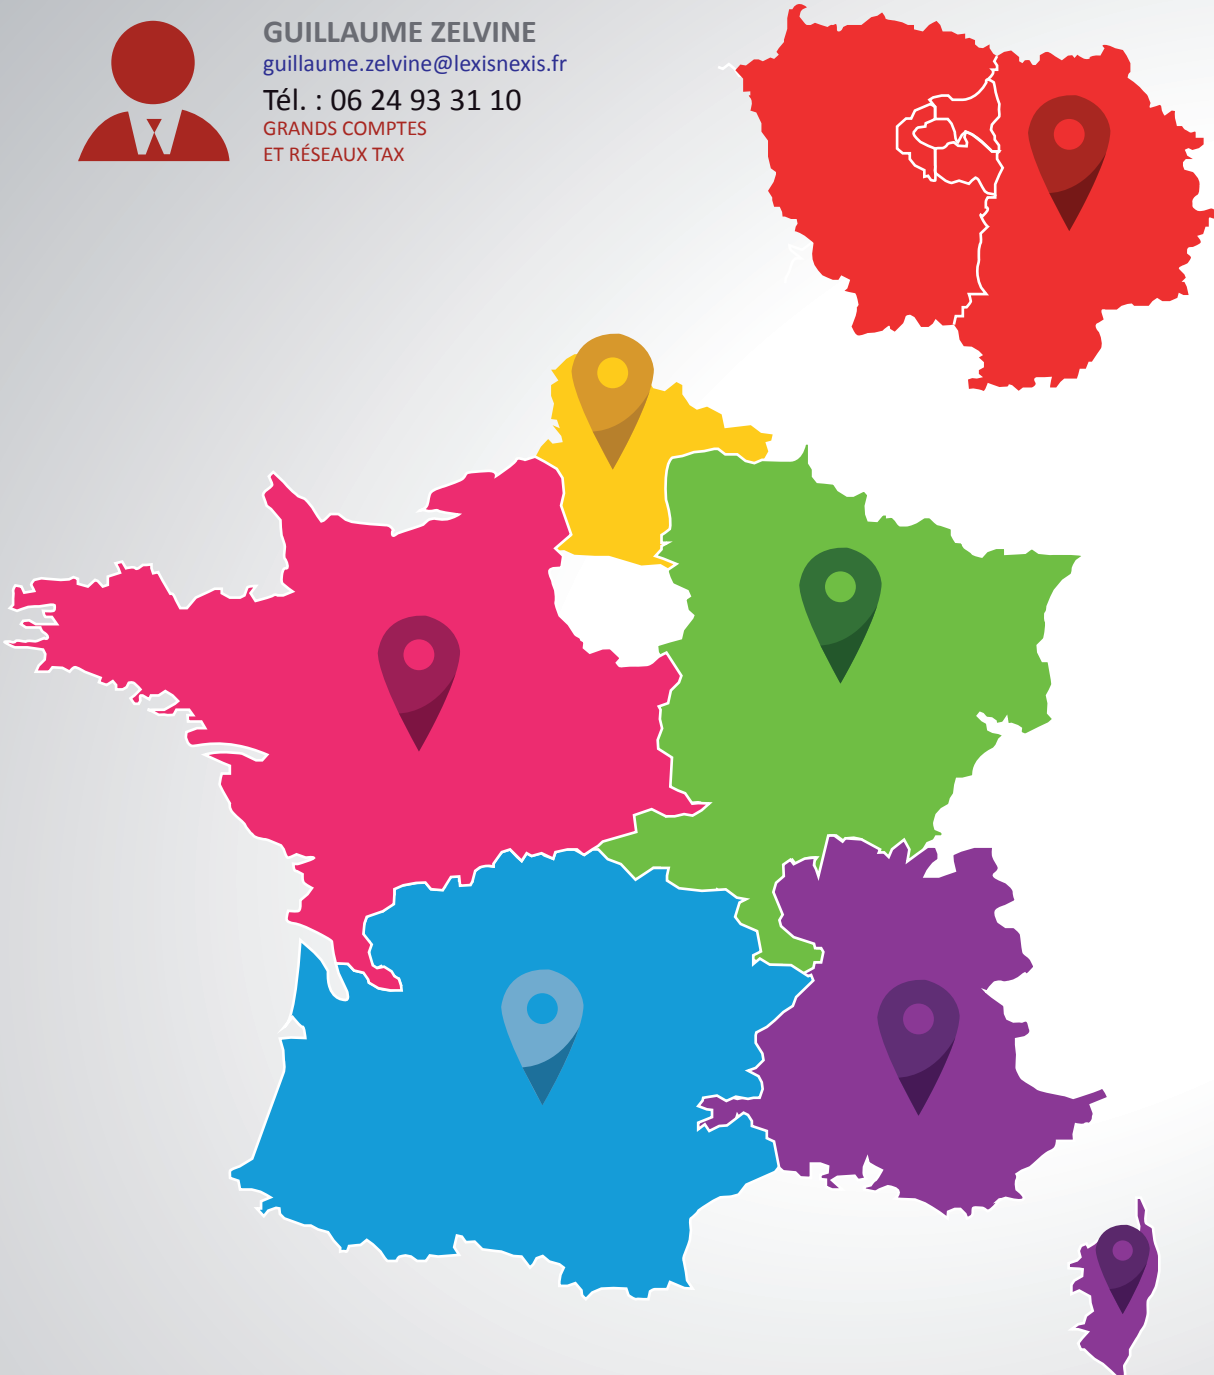 GUILLAUME ZELVINE
guillaume.zelvine@lexisnexis.fr
Tél. : 06 24 93 31 10
GRANDS COMPTES
ET RÉSEAUX TAX